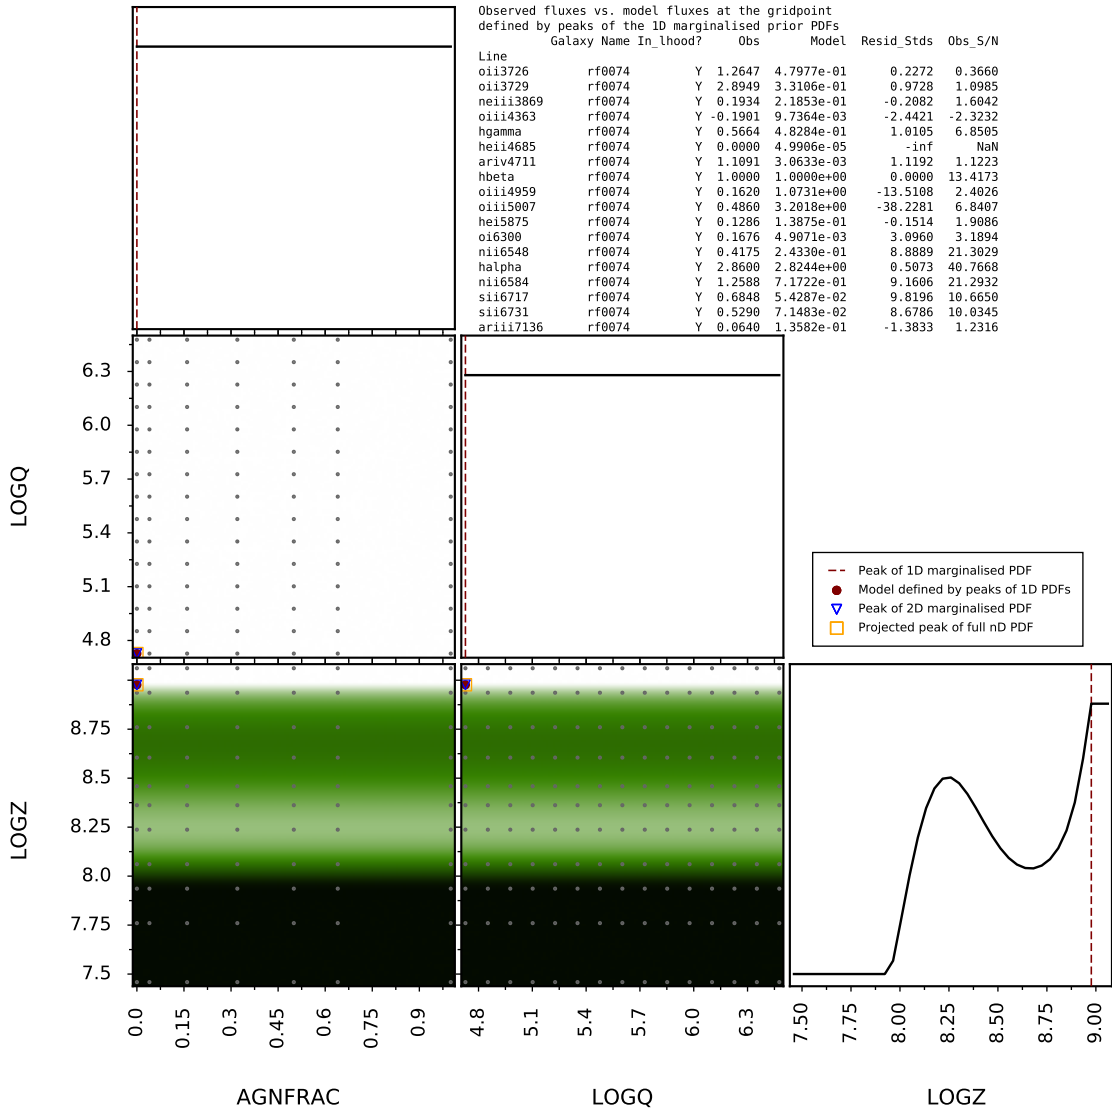 Observed fluxes vs. model fluxes at the gridpoint
defined by peaks of the 1D marginalised prior PDFs
Galaxy Name In_lhood? Obs Model Resid_Stds Obs_S/N
Line
oii3726 rf0074 Y 1.2647 4.7977e-01 0.2272 0.3660
oii3729 rf0074 Y 2.8949 3.3106e-01 0.9728 1.0985
neiii3869 rf0074 Y 0.1934 2.1853e-01 -0.2082 1.6042
oiii4363 rf0074 Y -0.1901 9.7364e-03 -2.4421 -2.3232
hgamma rf0074 Y 0.5664 4.8284e-01 1.0105 6.8505
heii4685 rf0074 Y 0.0000 4.9906e-05 -inf NaN
ariv4711 rf0074 Y 1.1091 3.0633e-03 1.1192 1.1223
hbeta rf0074 Y 1.0000 1.0000e+00 0.0000 13.4173
oiii4959 rf0074 Y 0.1620 1.0731e+00 -13.5108 2.4026
oiii5007 rf0074 Y 0.4860 3.2018e+00 -38.2281 6.8407
hei5875 rf0074 Y 0.1286 1.3875e-01 -0.1514 1.9086
oi6300 rf0074 Y 0.1676 4.9071e-03 3.0960 3.1894
nii6548 rf0074 Y 0.4175 2.4330e-01 8.8889 21.3029
halpha rf0074 Y 2.8600 2.8244e+00 0.5073 40.7668
nii6584 rf0074 Y 1.2588 7.1722e-01 9.1606 21.2932
sii6717 rf0074 Y 0.6848 5.4287e-02 9.8196 10.6650
sii6731 rf0074 Y 0.5290 7.1483e-02 8.6786 10.0345
ariii7136 rf0074 Y 0.0640 1.3582e-01 -1.3833 1.2316
LOGQ
6.3
6.0
5.7
5.4
5.1
4.8
Peak of 1D marginalised PDF
Model defined by peaks of 1D PDFs
Peak of 2D marginalised PDF
Projected peak of full nD PDF
LOGZ
8.75
8.5
8.25
8.0
7.75
7.5
0.0 0.15 0.3 0.45 0.6 0.75 0.9
4.8 5.1 5.4 5.7 6.0 6.3
7.50 7.75 8.00 8.25 8.50 8.75 9.00
AGNFRAC LOGQ LOGZ